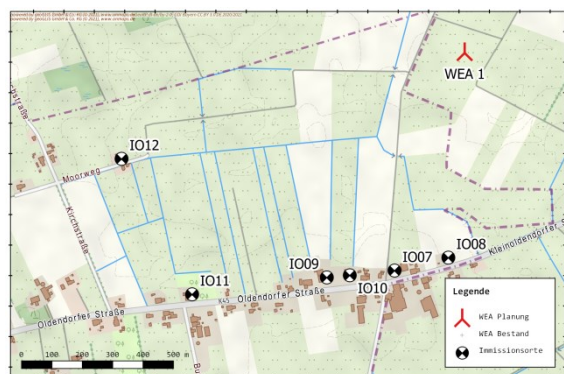 WEA 1
IO12
Moorweg
Kirchstraße
IO08
Kleinoldendorfer S
IO07
IO09
IO10
IO11
K45
Oldendorfer Straße
Oldendorfer Straße
Bu
Legende
WEA Planung
WEA Bestand
Immissionsorte
0 100 200 300 400 500 m